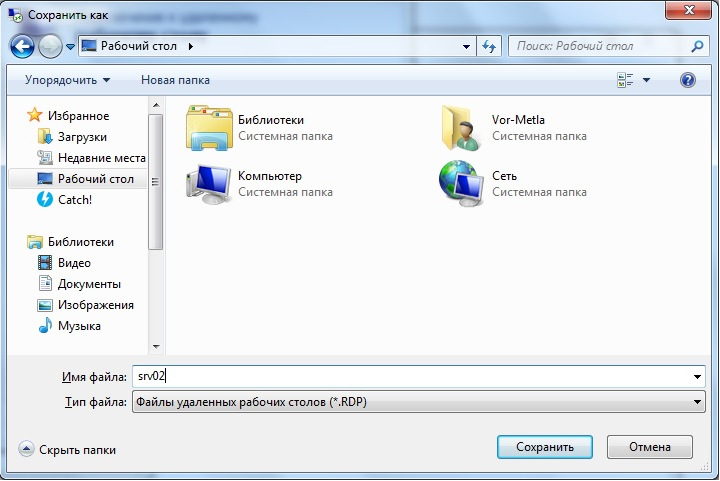 Сохранить как
Рабочий стол
Поиск: Рабочий стол
Упорядочить
Новая папка
Избранное
Загрузки
Недавние места
Рабочий стол
Catch!
Библиотеки
Видео
Документы
Изображения
Музыка
Библиотеки
Системная папка
Vor-Metla
Системная папка
Компьютер
Системная папка
Сеть
Системная папка
Имя файла: srv02
Тип файла: Файлы удаленных рабочих столов (*.RDP)
Скрыть папки
Сохранить
Отмена